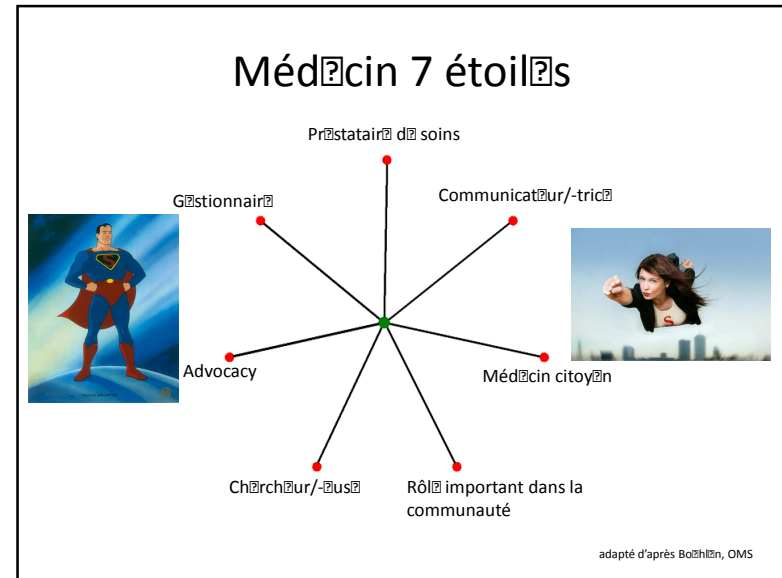 Méd⍰cin 7 étoil⍰s
Pr⍰statair⍰ d⍰ soins
G⍰stionnair⍰
Communicat⍰ur/-tric⍰
Advocacy
Méd⍰cin citoy⍰n
Ch⍰rch⍰ur/-⍰us⍰
Rôl⍰ important dans la
communauté
adapté d'après Bo⍰hl⍰n, OMS